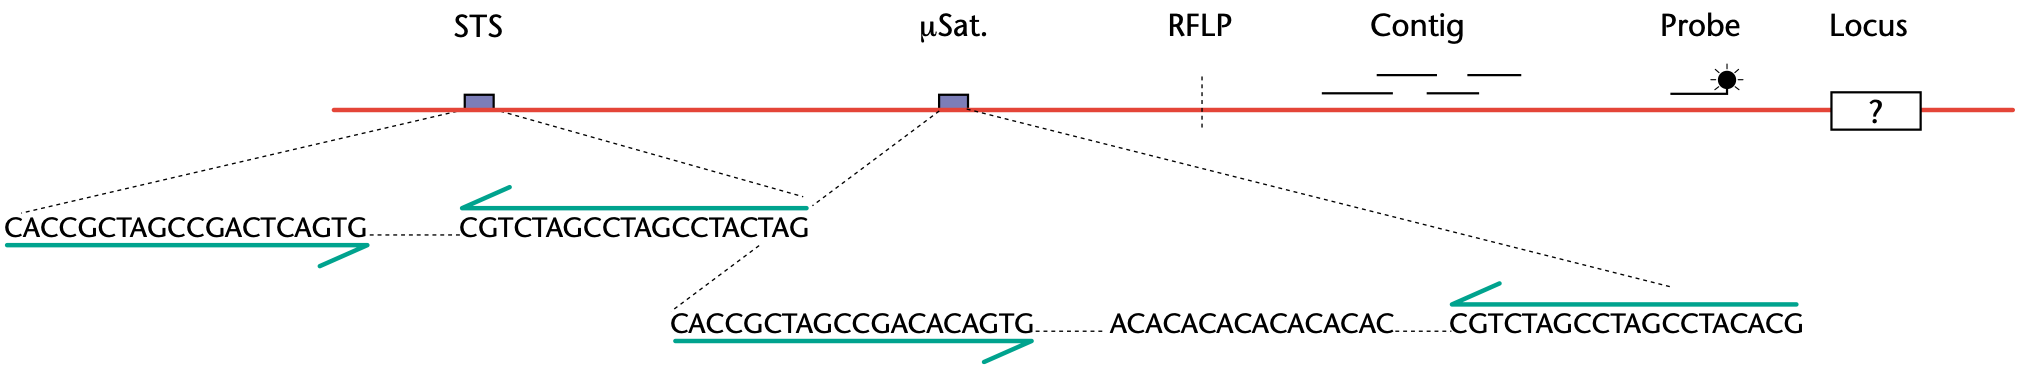 STS μSat. RFLP Contig Probe Locus
?
CACCGCTAGCCGACTCAGTG CGTCTAGCCTAGCCTACTAG
CACCGCTAGCCGACACAGTG ACACACACACACACAC CGTCTAGCCTAGCCTACACG